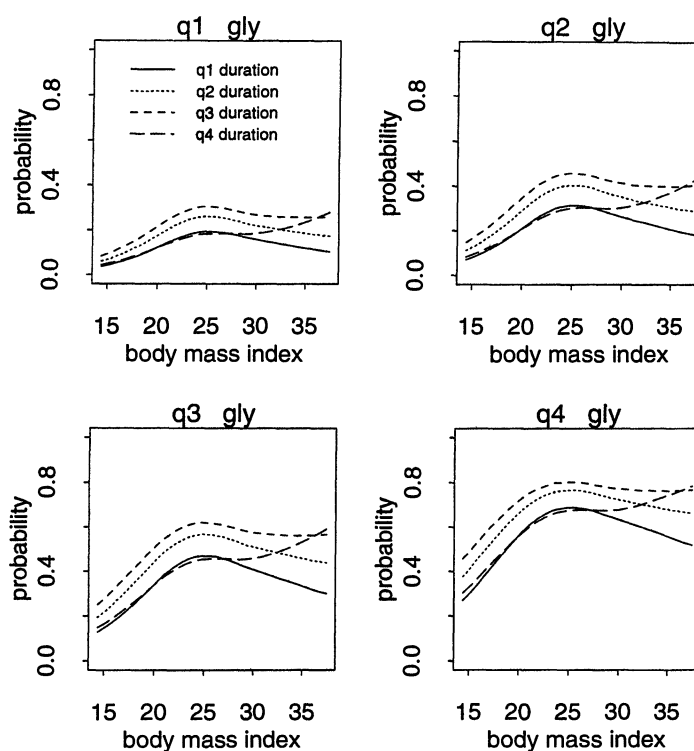 q1 gly
probability
0.0 0.4 0.8
q1 duration
q2 duration
q3 duration
q4 duration
15 20 25 30 35
body mass index
q2 gly
probability
0.0 0.4 0.8
15 20 25 30 35
body mass index
q3 gly
probability
0.0 0.4 0.8
15 20 25 30 35
body mass index
q4 gly
probability
0.0 0.4 0.8
15 20 25 30 35
body mass index